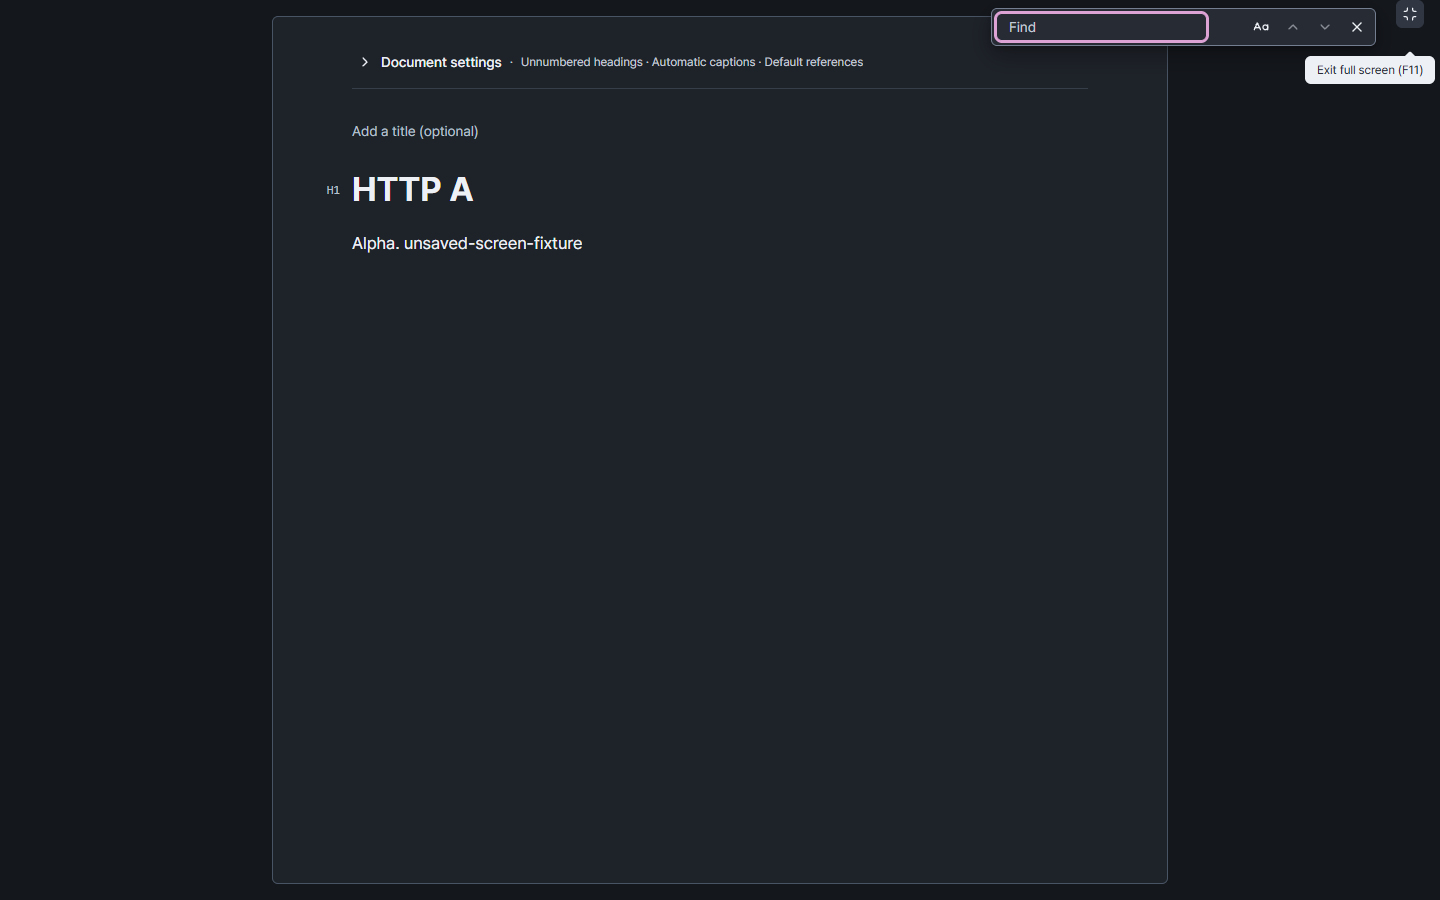 Find Aa
Exit full screen (F11)
Document settings · Unnumbered headings · Automatic captions · Default references
Add a title (optional)
H1 HTTP A
Alpha. unsaved-screen-fixture